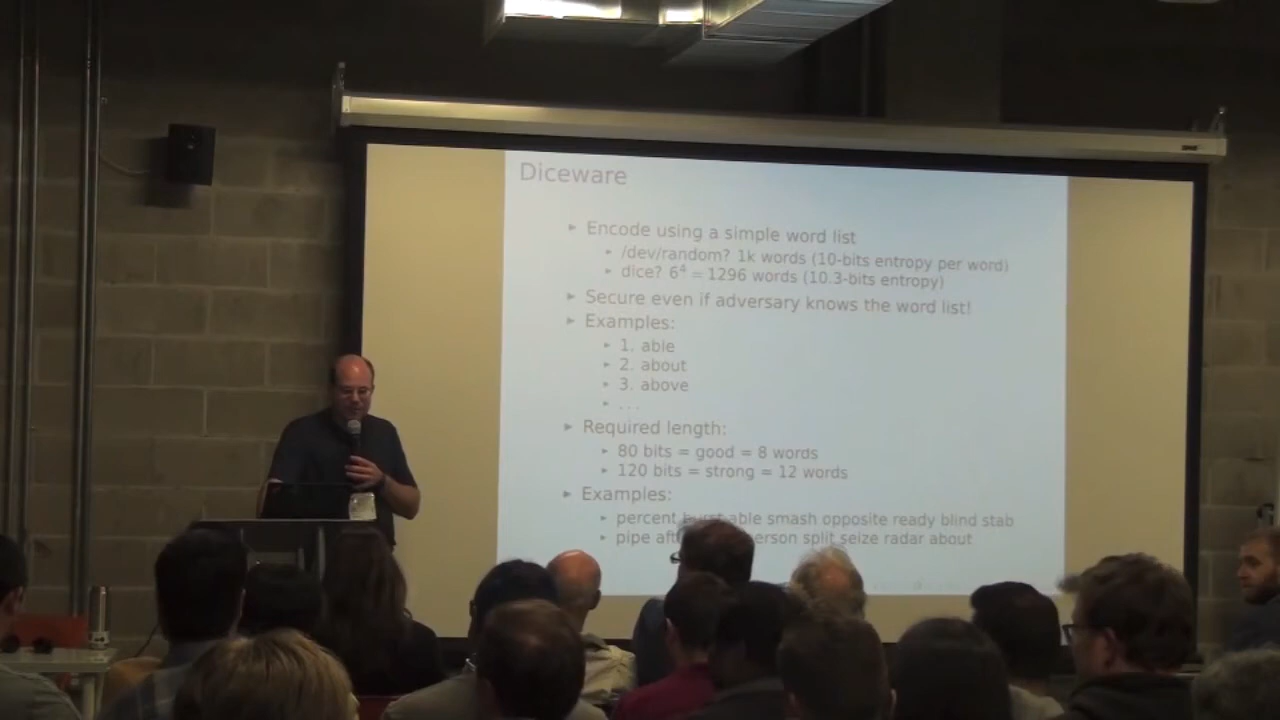 Diceware
▸ Encode using a simple word list
▸ /dev/random? 1k words (10-bits entropy per word)
▸ dice? 6⁴ = 1296 words (10.3-bits entropy)
▸ Secure even if adversary knows the word list!
▸ Examples:
▸ 1. able
▸ 2. about
▸ 3. above
▸ ...
▸ Required length:
▸ 80 bits = good = 8 words
▸ 120 bits = strong = 12 words
▸ Examples:
▸ percent burst able smash opposite ready blind stab
▸ pipe split seize radar about